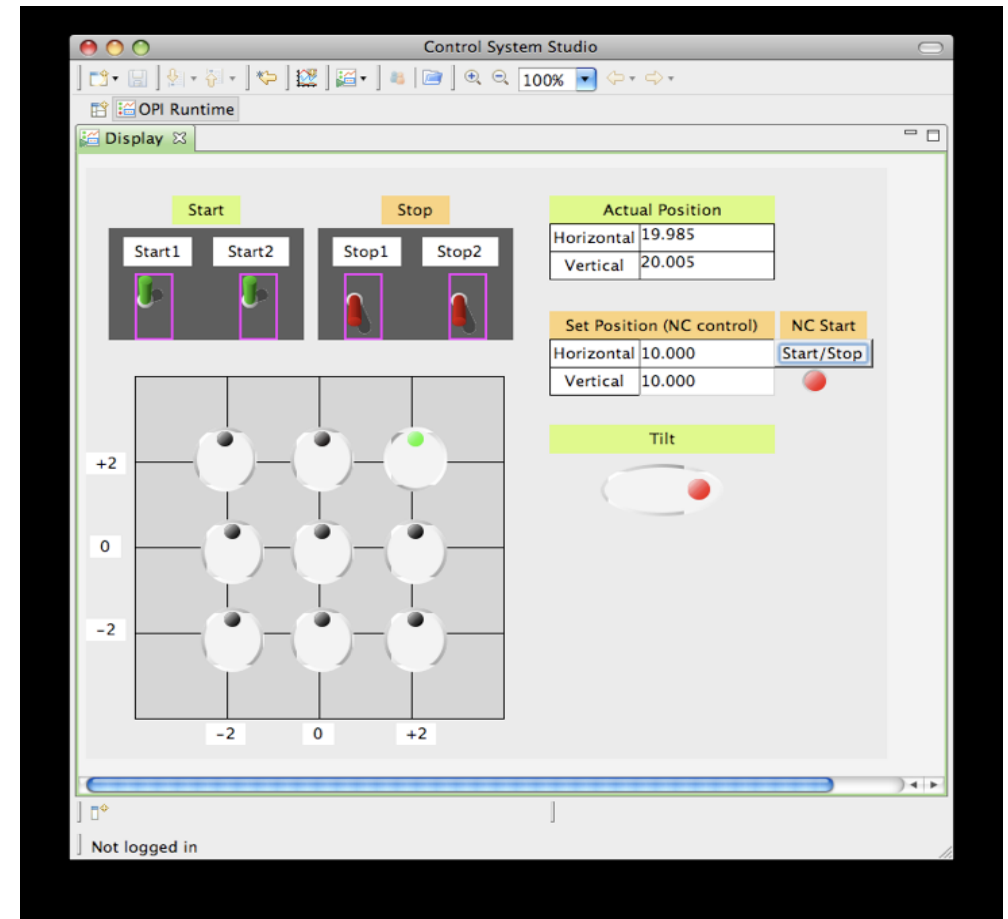 Control System Studio
100%
OPI Runtime
Display
Start Stop Actual Position
Start1 Start2 Stop1 Stop2 Horizontal 19.985
Vertical 20.005
Set Position (NC control) NC Start
Horizontal 10.000 Start/Stop
Vertical 10.000
Tilt
+2
0
-2
-2 0 +2
Not logged in